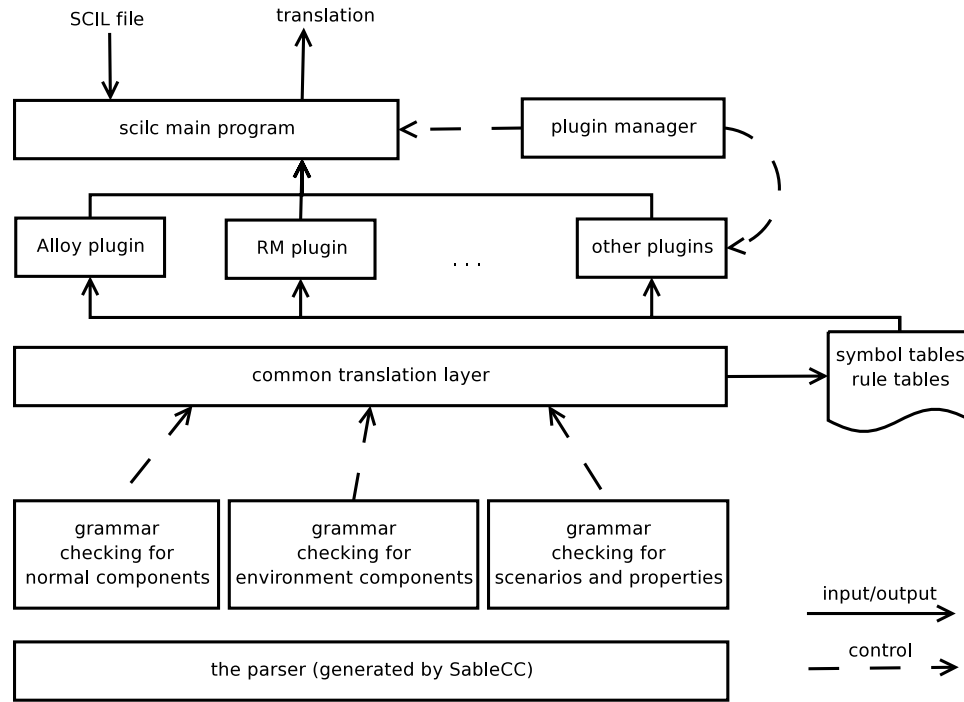 SCIL file
translation
scilc main program
plugin manager
Alloy plugin
RM plugin
. . .
other plugins
symbol tables
rule tables
common translation layer
grammar
checking for
normal components
grammar
checking for
environment components
grammar
checking for
scenarios and properties
input/output
control
the parser (generated by SableCC)